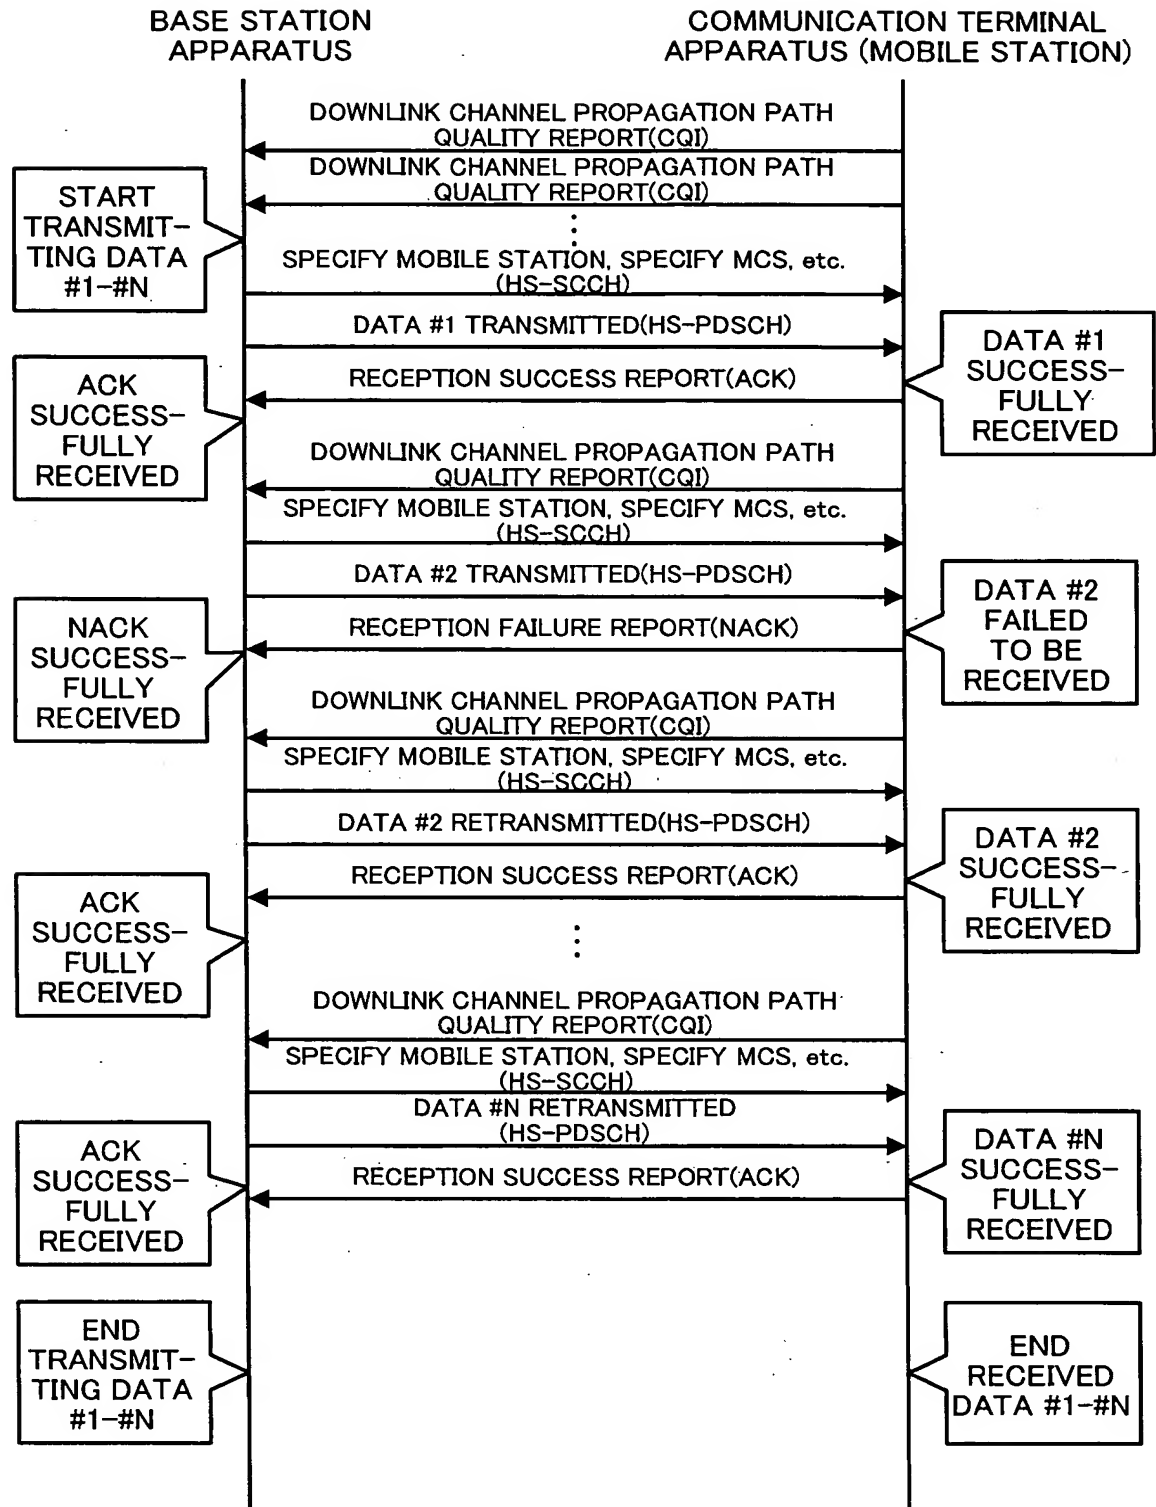 BASE STATION
APPARATUS
COMMUNICATION TERMINAL
APPARATUS (MOBILE STATION)
DOWNLINK CHANNEL PROPAGATION PATH
QUALITY REPORT(CQI)
DOWNLINK CHANNEL PROPAGATION PATH
QUALITY REPORT(CQI)
START
TRANSMIT-
TING DATA
#1-#N
SPECIFY MOBILE STATION, SPECIFY MCS, etc.
(HS-SCCH)
DATA #1 TRANSMITTED(HS-PDSCH)
DATA #1
SUCCESS-
FULLY
RECEIVED
RECEPTION SUCCESS REPORT(ACK)
ACK
SUCCESS-
FULLY
RECEIVED
DOWNLINK CHANNEL PROPAGATION PATH
QUALITY REPORT(CQI)
SPECIFY MOBILE STATION, SPECIFY MCS, etc.
(HS-SCCH)
DATA #2 TRANSMITTED(HS-PDSCH)
DATA #2
FAILED
TO BE
RECEIVED
RECEPTION FAILURE REPORT(NACK)
NACK
SUCCESS-
FULLY
RECEIVED
DOWNLINK CHANNEL PROPAGATION PATH
QUALITY REPORT(CQI)
SPECIFY MOBILE STATION, SPECIFY MCS, etc.
(HS-SCCH)
DATA #2 RETRANSMITTED(HS-PDSCH)
DATA #2
SUCCESS-
FULLY
RECEIVED
RECEPTION SUCCESS REPORT(ACK)
ACK
SUCCESS-
FULLY
RECEIVED
DOWNLINK CHANNEL PROPAGATION PATH
QUALITY REPORT(CQI)
SPECIFY MOBILE STATION, SPECIFY MCS, etc.
(HS-SCCH)
DATA #N RETRANSMITTED
(HS-PDSCH)
DATA #N
SUCCESS-
FULLY
RECEIVED
RECEPTION SUCCESS REPORT(ACK)
ACK
SUCCESS-
FULLY
RECEIVED
END
TRANSMIT-
TING DATA
#1-#N
END
RECEIVED
DATA #1-#N